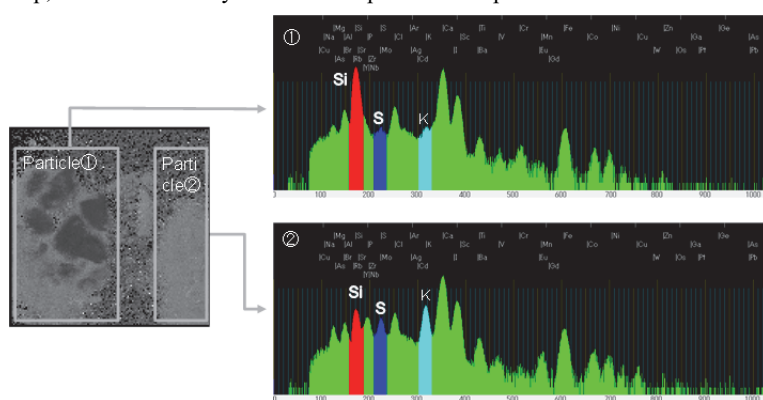 ①
|Mg |Si |S |Ar |Ca |Ti |Cr |Fe |Ni |Zn |Ge
|Na |Al |P |Cl |K |Sc |V |Mn |Co |Cu |Ga |As
|Cu |Br |Sr |Mo |Ag |I |Ba |Eu |W |Os |Pt |Pb
|As |Rb |Zr |Cd |Gd
|Y|Nb
Si
S
K
0 100 200 300 400 500 600 700 800 900 1000
Particle①
Parti
cle②
②
|Mg |Si |S |Ar |Ca |Ti |Cr |Fe |Ni |Zn |Ge
|Na |Al |P |Cl |K |Sc |V |Mn |Co |Cu |Ga |As
|Cu |Br |Sr |Mo |Ag |I |Ba |Eu |W |Os |Pt |Pb
|As |Rb |Zr |Cd |Gd
|Y|Nb
Si
S
K
0 100 200 300 400 500 600 700 800 900 1000